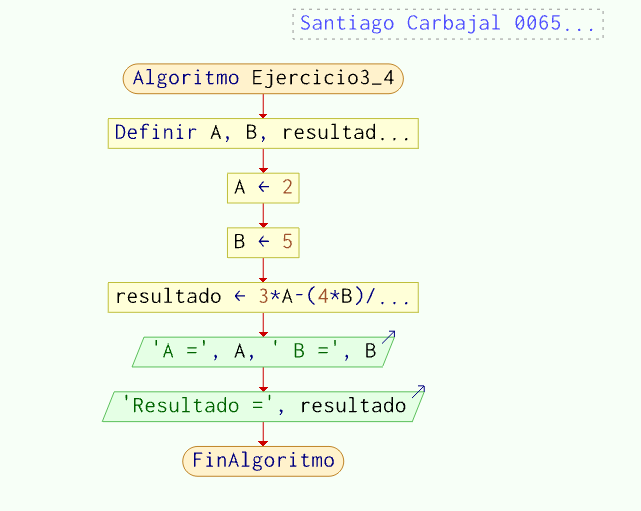 Santiago Carbajal 0065...
Algoritmo Ejercicio3_4
Definir A, B, resultad...
A ← 2
B ← 5
resultado ← 3*A-(4*B)/...
'A =', A, ' B =', B
'Resultado =', resultado
FinAlgoritmo